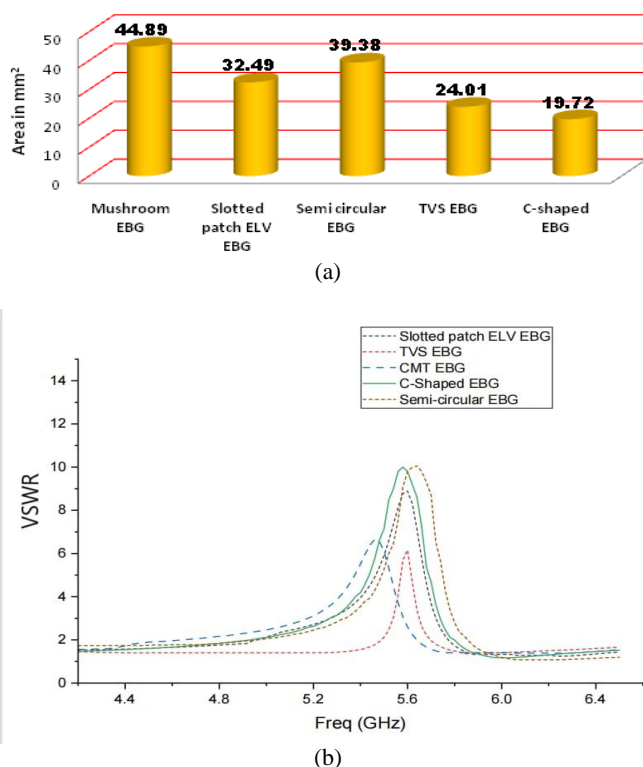 50
40
30
20
10
0
Area in mm²
44.89
32.49
39.38
24.01
19.72
Mushroom
EBG
Slotted
patch ELV
EBG
Semi circular
EBG
TVS EBG
C-shaped
EBG
(a)
Slotted patch ELV EBG
TVS EBG
CMT EBG
C-Shaped EBG
Semi-circular EBG
14
12
10
8
6
4
2
0
VSWR
4.4
4.8
5.2
5.6
6.0
6.4
Freq (GHz)
(b)